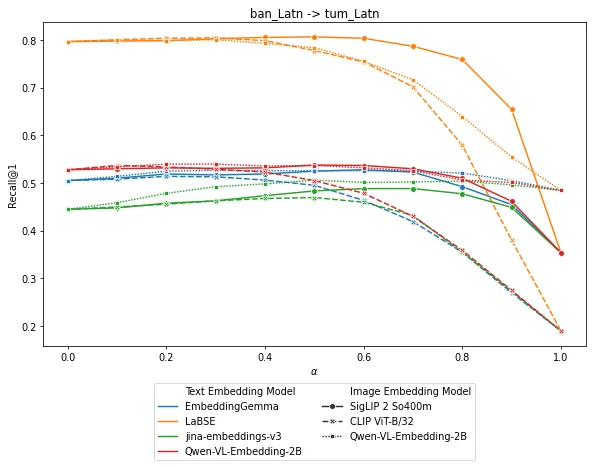 ban_Latn -> tum_Latn
Recall@1
0.8
0.7
0.6
0.5
0.4
0.3
0.2
0.0 0.2 0.4 0.6 0.8 1.0
α
Text Embedding Model Image Embedding Model
EmbeddingGemma SigLIP 2 So400m
LaBSE CLIP ViT-B/32
jina-embeddings-v3 Qwen-VL-Embedding-2B
Qwen-VL-Embedding-2B